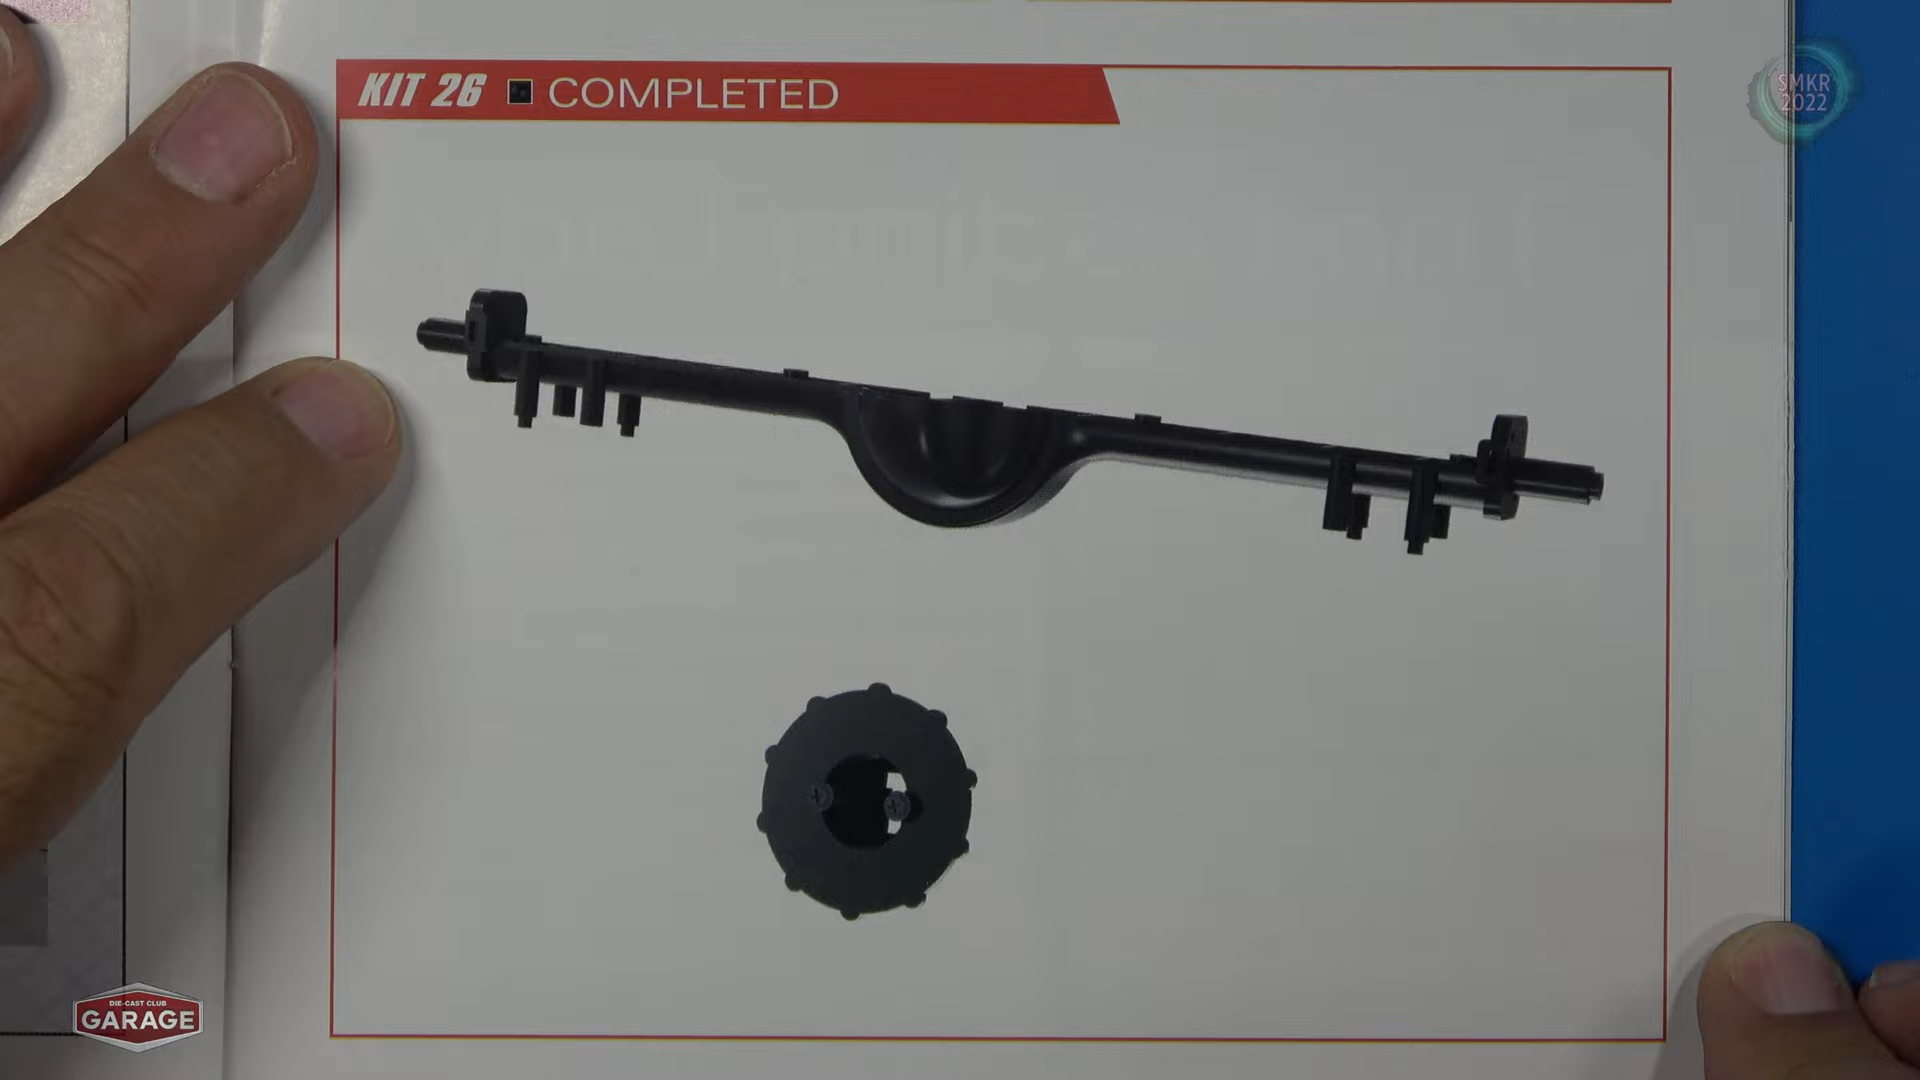 KIT 26 COMPLETED
SMKR
2022
DIE-CAST CLUB
GARAGE